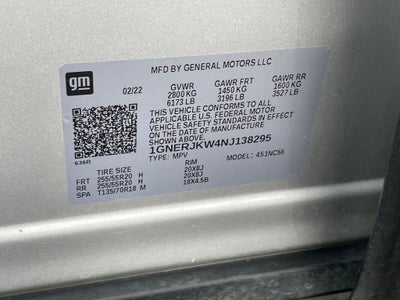 gm
MFD BY GENERAL MOTORS LLC
02/22 GVWR GAWR FRT GAWR RR
2800 KG 1450 KG 1600 KG
6173 LB 3196 LB 3527 LB
THIS VEHICLE CONFORMS TO ALL
APPLICABLE U.S. FEDERAL MOTOR
VEHICLE SAFETY STANDARDS IN EFFECT
ON THE DATE OF MANUFACTURE
SHOWN ABOVE.
1GNERJKW4NJ138295
636R TYPE: MPV MODEL: 451NC56
TIRE SIZE RIM
FRT 255/55R20 H 20X8J
RR 255/55R20 H 20X8J
SPA T135/70R18 M 18X4.5B